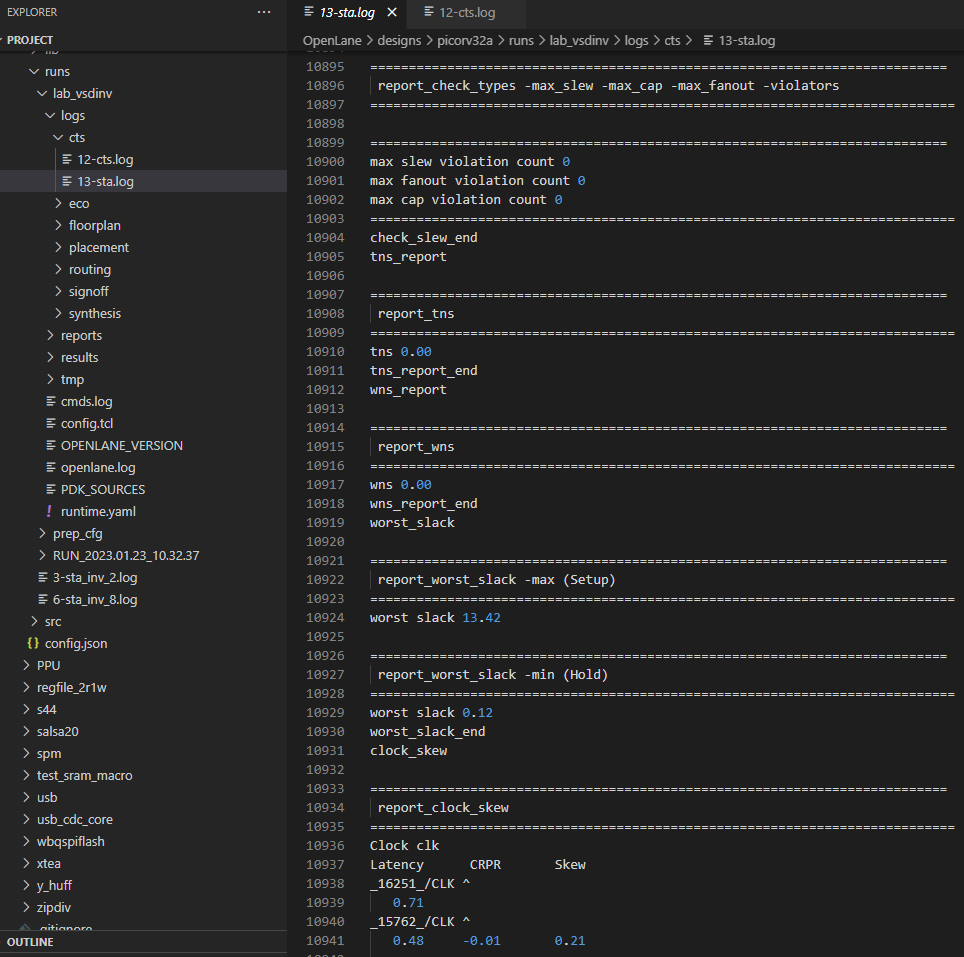 EXPLORER
···
PROJECT
lib
runs
lab_vsdinv
logs
cts
12-cts.log
13-sta.log
eco
floorplan
placement
routing
signoff
synthesis
reports
results
tmp
cmds.log
config.tcl
OPENLANE_VERSION
openlane.log
PDK_SOURCES
! runtime.yaml
prep_cfg
RUN_2023.01.23_10.32.37
3-sta_inv_2.log
6-sta_inv_8.log
src
{} config.json
PPU
regfile_2r1w
s44
salsa20
spm
test_sram_macro
usb
usb_cdc_core
wbqspiflash
xtea
y_huff
zipdiv
.gitignore
OUTLINE
13-sta.log × 12-cts.log
OpenLane > designs > picorv32a > runs > lab_vsdinv > logs > cts > 13-sta.log
10895 ===========================================================================
10896 report_check_types -max_slew -max_cap -max_fanout -violators
10897 ============================================================================
10898
10899 ===========================================================================
10900 max slew violation count 0
10901 max fanout violation count 0
10902 max cap violation count 0
10903 ============================================================================
10904 check_slew_end
10905 tns_report
10906
10907 ===========================================================================
10908 report_tns
10909 ============================================================================
10910 tns 0.00
10911 tns_report_end
10912 wns_report
10913
10914 ===========================================================================
10915 report_wns
10916 ============================================================================
10917 wns 0.00
10918 wns_report_end
10919 worst_slack
10920
10921 ===========================================================================
10922 report_worst_slack -max (Setup)
10923 ============================================================================
10924 worst slack 13.42
10925
10926 ===========================================================================
10927 report_worst_slack -min (Hold)
10928 ============================================================================
10929 worst slack 0.12
10930 worst_slack_end
10931 clock_skew
10932
10933 ===========================================================================
10934 report_clock_skew
10935 ============================================================================
10936 Clock clk
10937 Latency CRPR Skew
10938 _16251_/CLK ^
10939 0.71
10940 _15762_/CLK ^
10941 0.48 -0.01 0.21